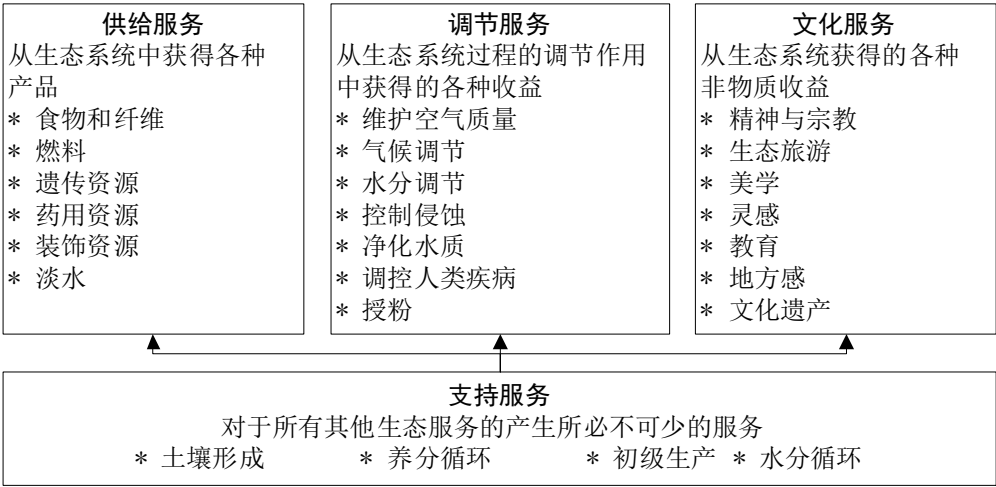 供给服务
从生态系统中获得各种
产品
* 食物和纤维
* 燃料
* 遗传资源
* 药用资源
* 装饰资源
* 淡水
调节服务
从生态系统过程的调节作用
中获得的各种收益
* 维护空气质量
* 气候调节
* 水分调节
* 控制侵蚀
* 净化水质
* 调控人类疾病
* 授粉
文化服务
从生态系统获得的各种
非物质收益
* 精神与宗教
* 生态旅游
* 美学
* 灵感
* 教育
* 地方感
* 文化遗产
支持服务
对于所有其他生态服务的产生所必不可少的服务
* 土壤形成 * 养分循环 * 初级生产 * 水分循环